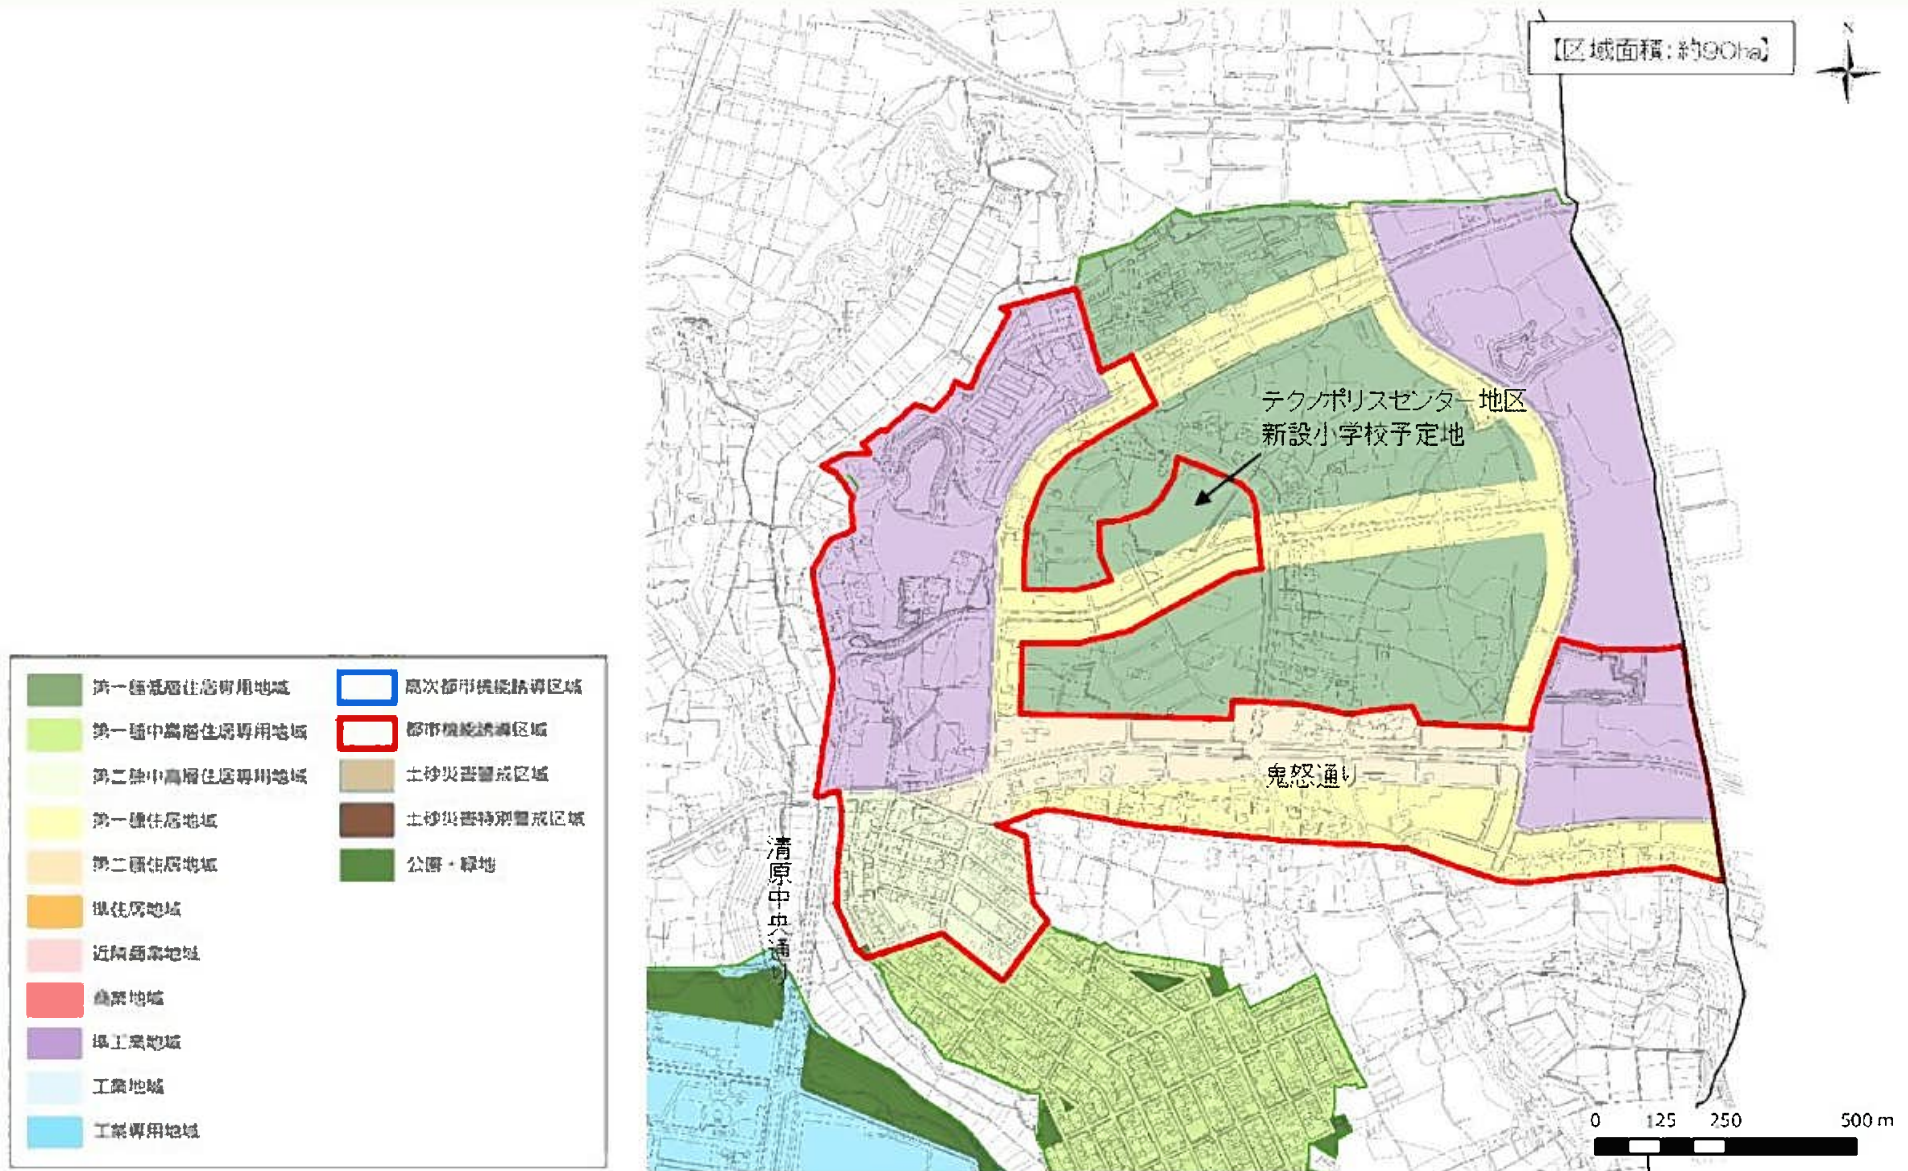 【区域面積:約90ha】
N
テクノポリスセンター地区
新設小学校予定地
鬼怒通り
清原中央通り
第一種低層住居専用地域
第一種中高層住居専用地域
第二種中高層住居専用地域
第一種住居地域
第二種住居地域
準住居地域
近隣商業地域
商業地域
準工業地域
工業地域
工業専用地域
高次都市機能誘導区域
都市機能誘導区域
土砂災害警戒区域
土砂災害特別警戒区域
公園・緑地
0 125 250 500 m